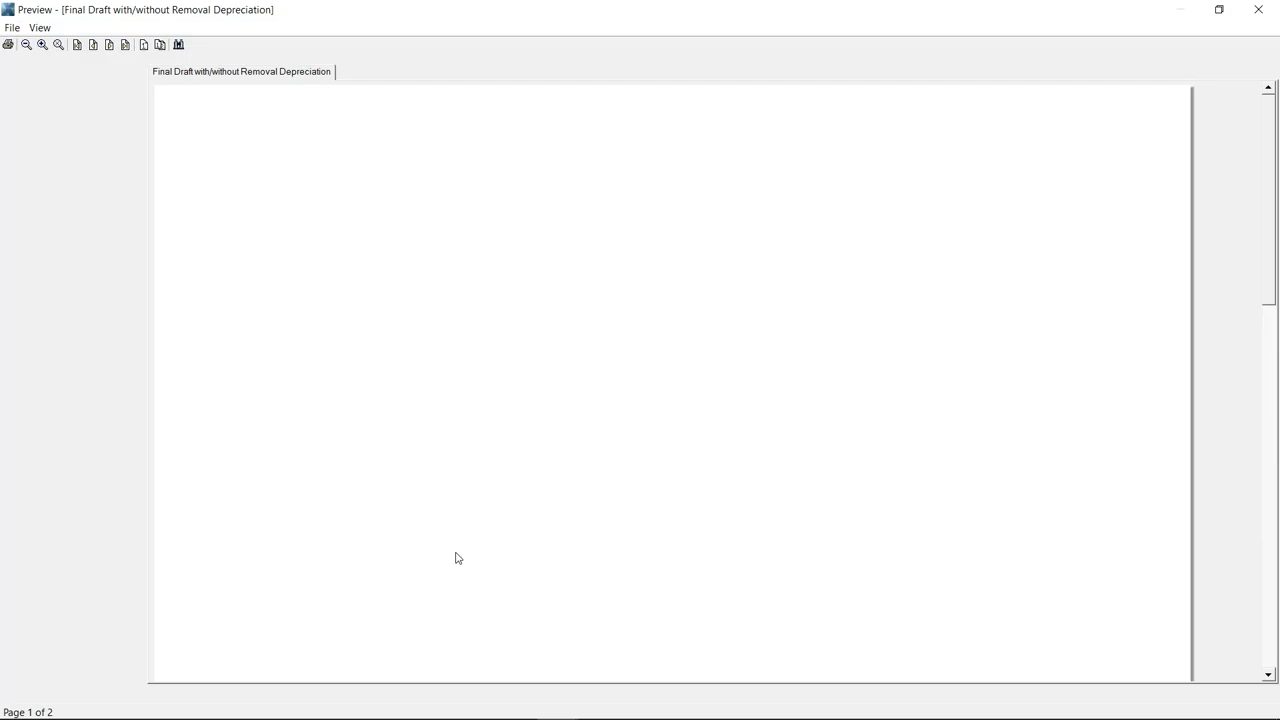 Preview - [Final Draft with/without Removal Depreciation]
File View
Final Draft with/without Removal Depreciation
Page 1 of 2